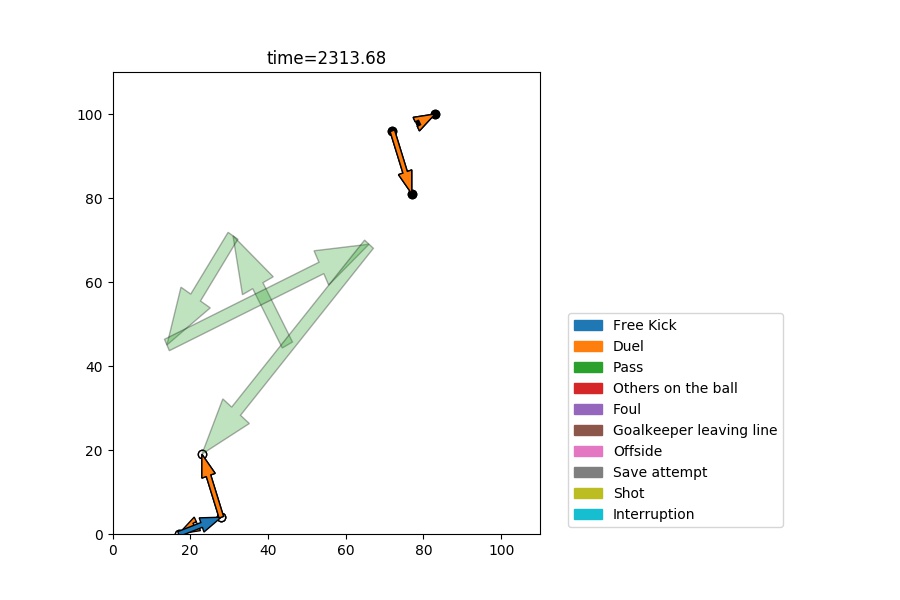 time=2313.68
100
80
60
40
20
0
0 20 40 60 80 100
Free Kick
Duel
Pass
Others on the ball
Foul
Goalkeeper leaving line
Offside
Save attempt
Shot
Interruption